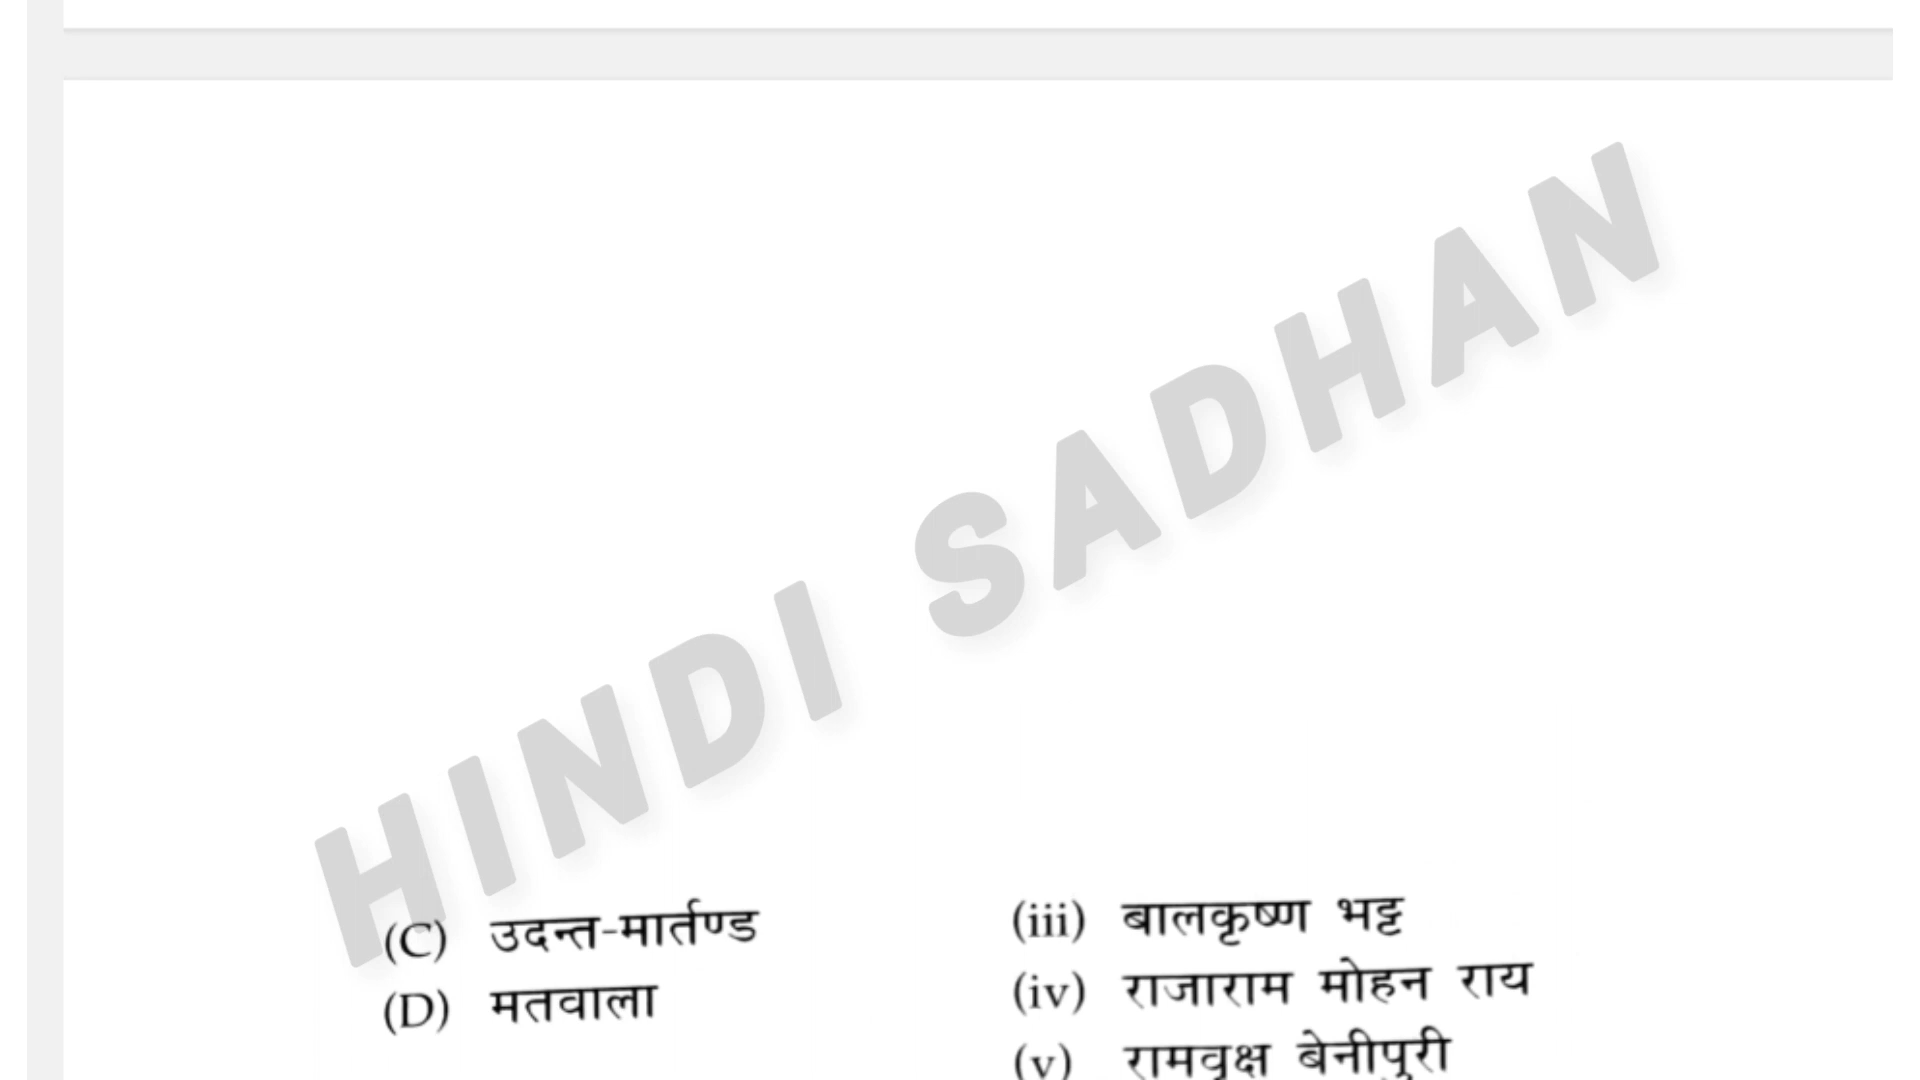 HINDI SADHAN
(C) उदन्त-मार्तण्ड (iii) बालकृष्ण भट्ट
(D) मतवाला (iv) राजाराम मोहन राय
(v) रामवृक्ष बेनीपुरी